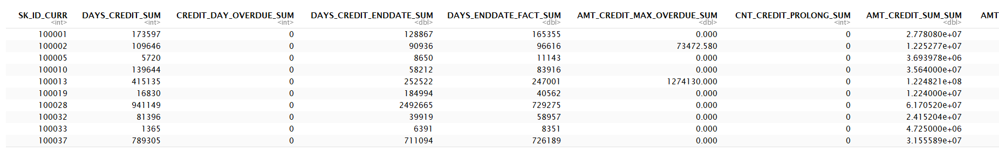 SK_ID_CURR DAYS_CREDIT_SUM CREDIT_DAY_OVERDUE_SUM DAYS_CREDIT_ENDDATE_SUM DAYS_ENDDATE_FACT_SUM AMT_CREDIT_MAX_OVERDUE_SUM CNT_CREDIT_PROLONG_SUM AMT_CREDIT_SUM_SUM AMT
<int> <int> <int> <dbl> <dbl> <dbl> <int> <dbl>
100001 173597 0 128867 165355 0.000 0 2.778080e+07
100002 109646 0 90936 96616 73472.580 0 1.225277e+07
100005 5720 0 8650 11143 0.000 0 3.693978e+06
100010 139644 0 58212 83916 0.000 0 3.564000e+07
100013 415135 0 252522 247001 1274130.000 0 1.224821e+08
100019 16830 0 184994 40562 0.000 0 1.224000e+07
100028 941149 0 2492665 729275 0.000 0 6.170520e+07
100032 81396 0 39919 58957 0.000 0 2.415204e+07
100033 1365 0 6391 8351 0.000 0 4.725000e+06
100037 789305 0 711094 726189 0.000 0 3.155589e+07